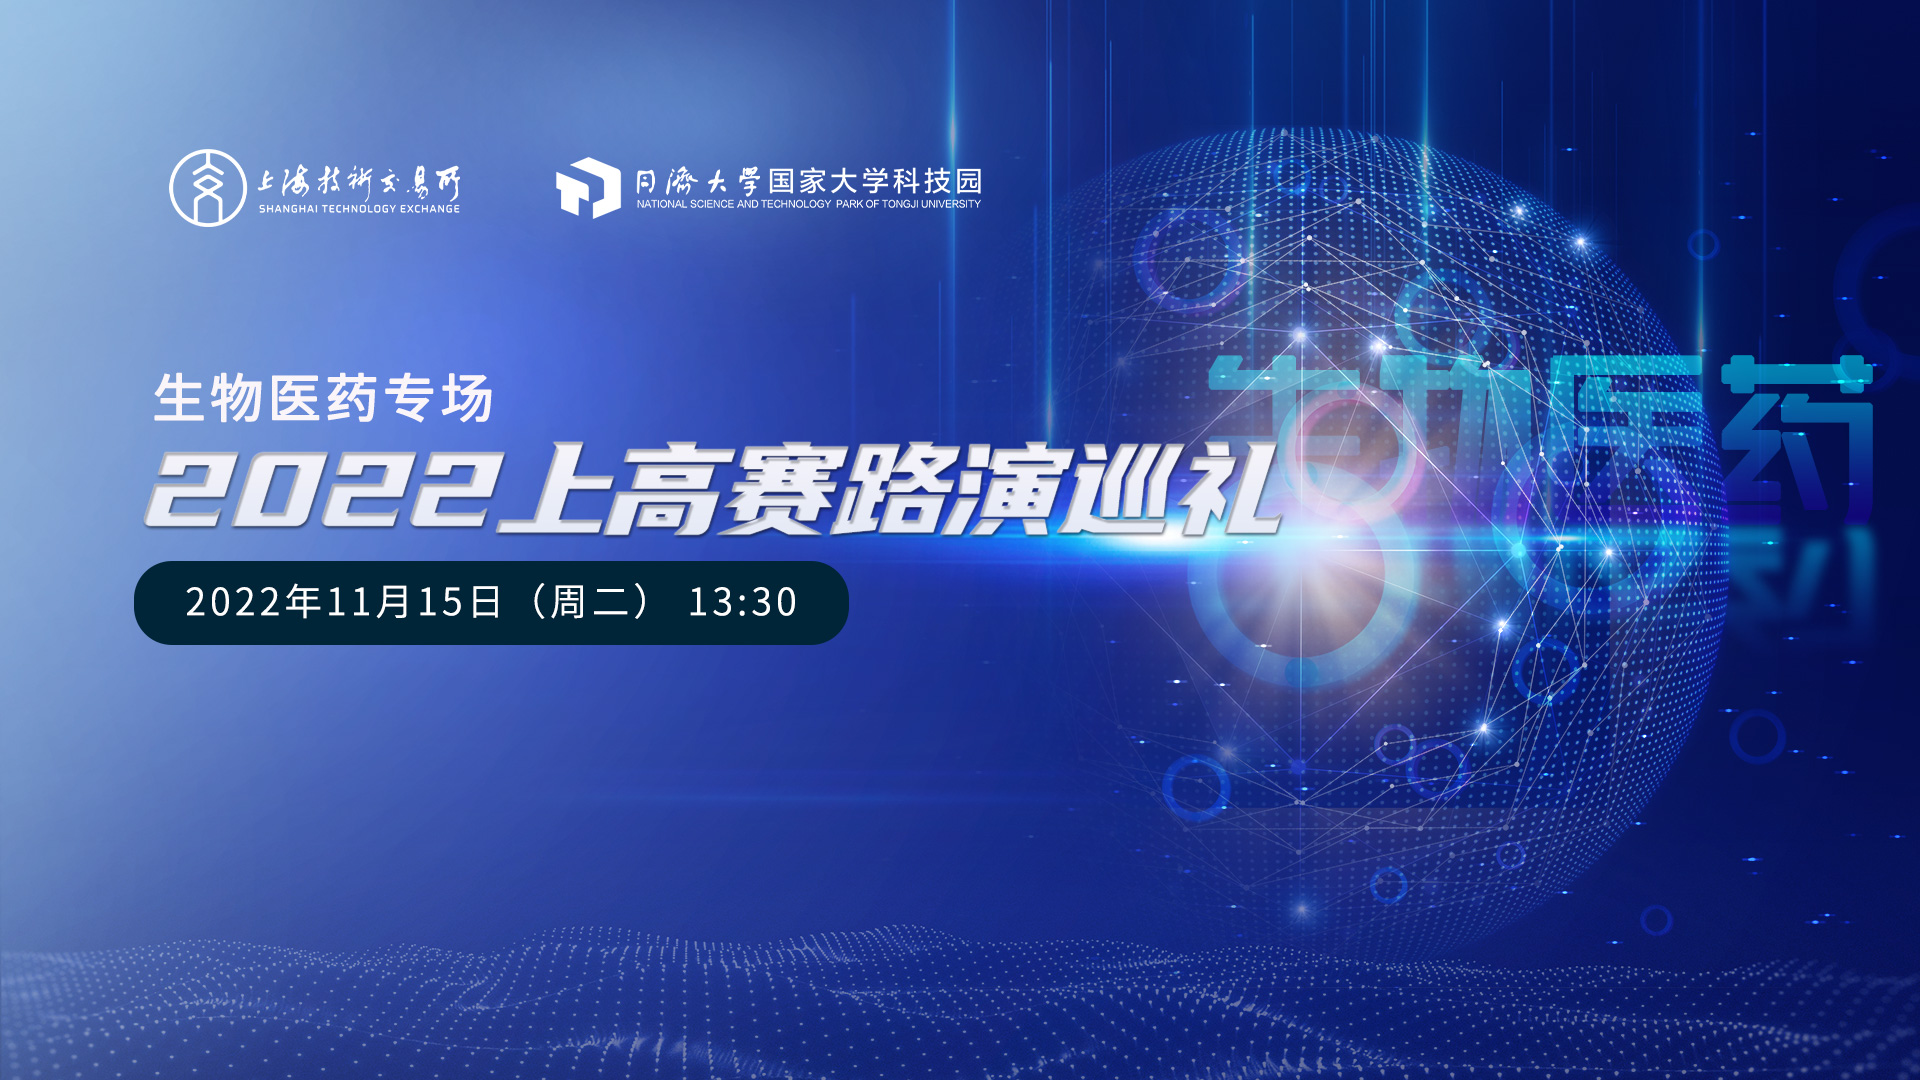 上海技術交易所
SHANGHAI TECHNOLOGY EXCHANGE
同濟大學国家大学科技园
NATIONAL SCIENCE AND TECHNOLOGY PARK OF TONGJI UNIVERSITY
生物医药专场
2022上高赛路演巡礼
2022年11月15日（周二） 13:30
生物医药